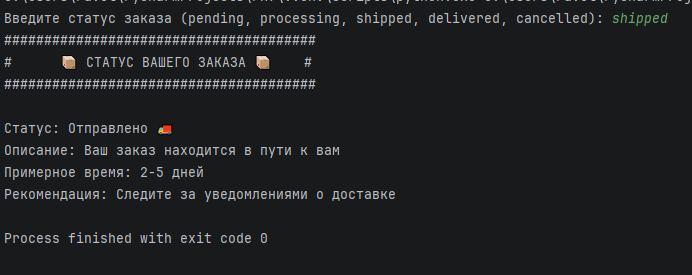 Введите статус заказа (pending, processing, shipped, delivered, cancelled): shipped
#######################################
#      📦 СТАТУС ВАШЕГО ЗАКАЗА 📦    #
#######################################
Статус: Отправлено 🚛
Описание: Ваш заказ находится в пути к вам
Примерное время: 2-5 дней
Рекомендация: Следите за уведомлениями о доставке
Process finished with exit code 0